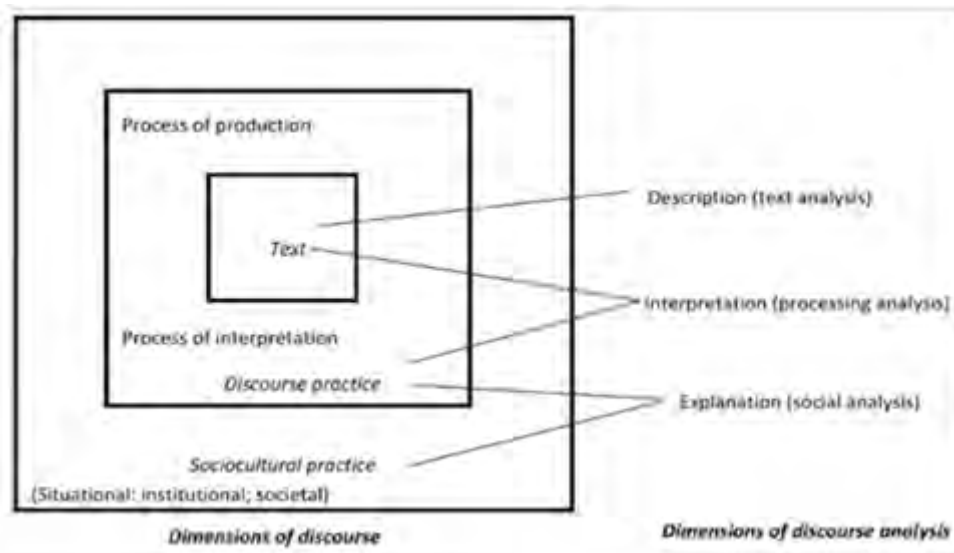 Process of production
Description (text analysis)
Text
Interpretation (processing analysis)
Process of interpretation
Discourse practice
Explanation (social analysis)
Sociocultural practice
(Situational: institutional; societal)
Dimensions of discourse
Dimensions of discourse analysis